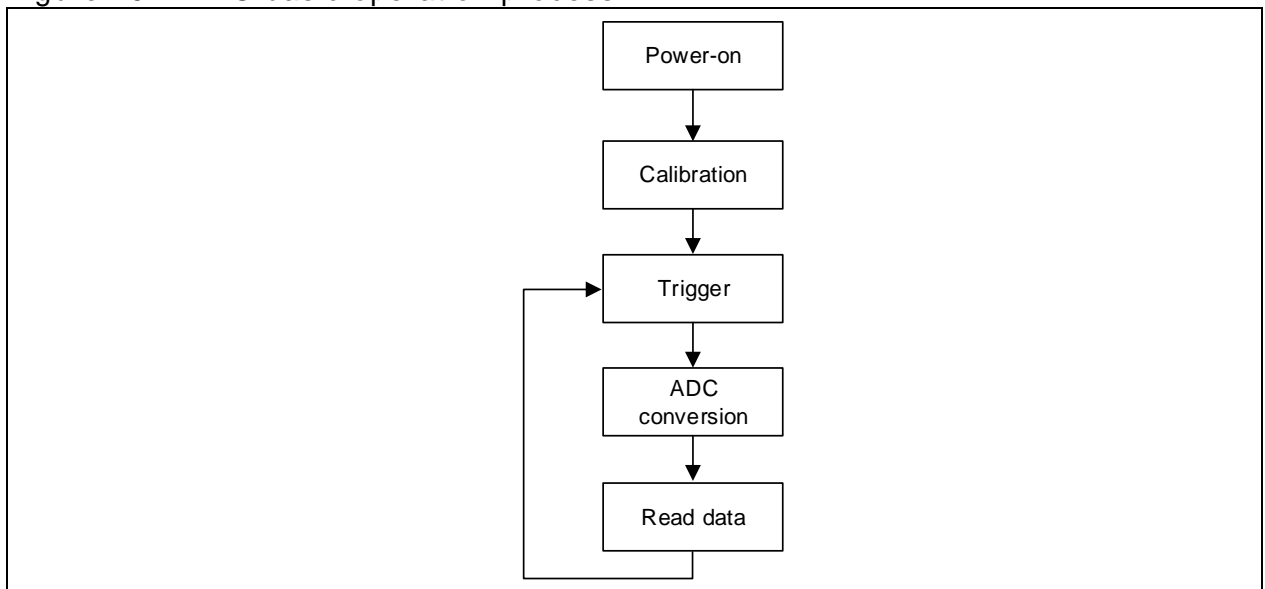 Power-on
Calibration
Trigger
ADC
conversion
Read data